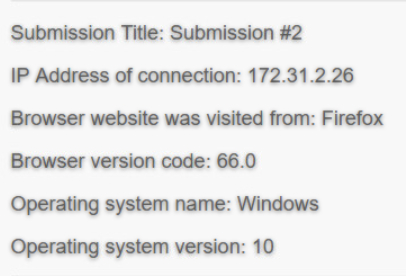 Submission Title: Submission #2
IP Address of connection: 172.31.2.26
Browser website was visited from: Firefox
Browser version code: 66.0
Operating system name: Windows
Operating system version: 10